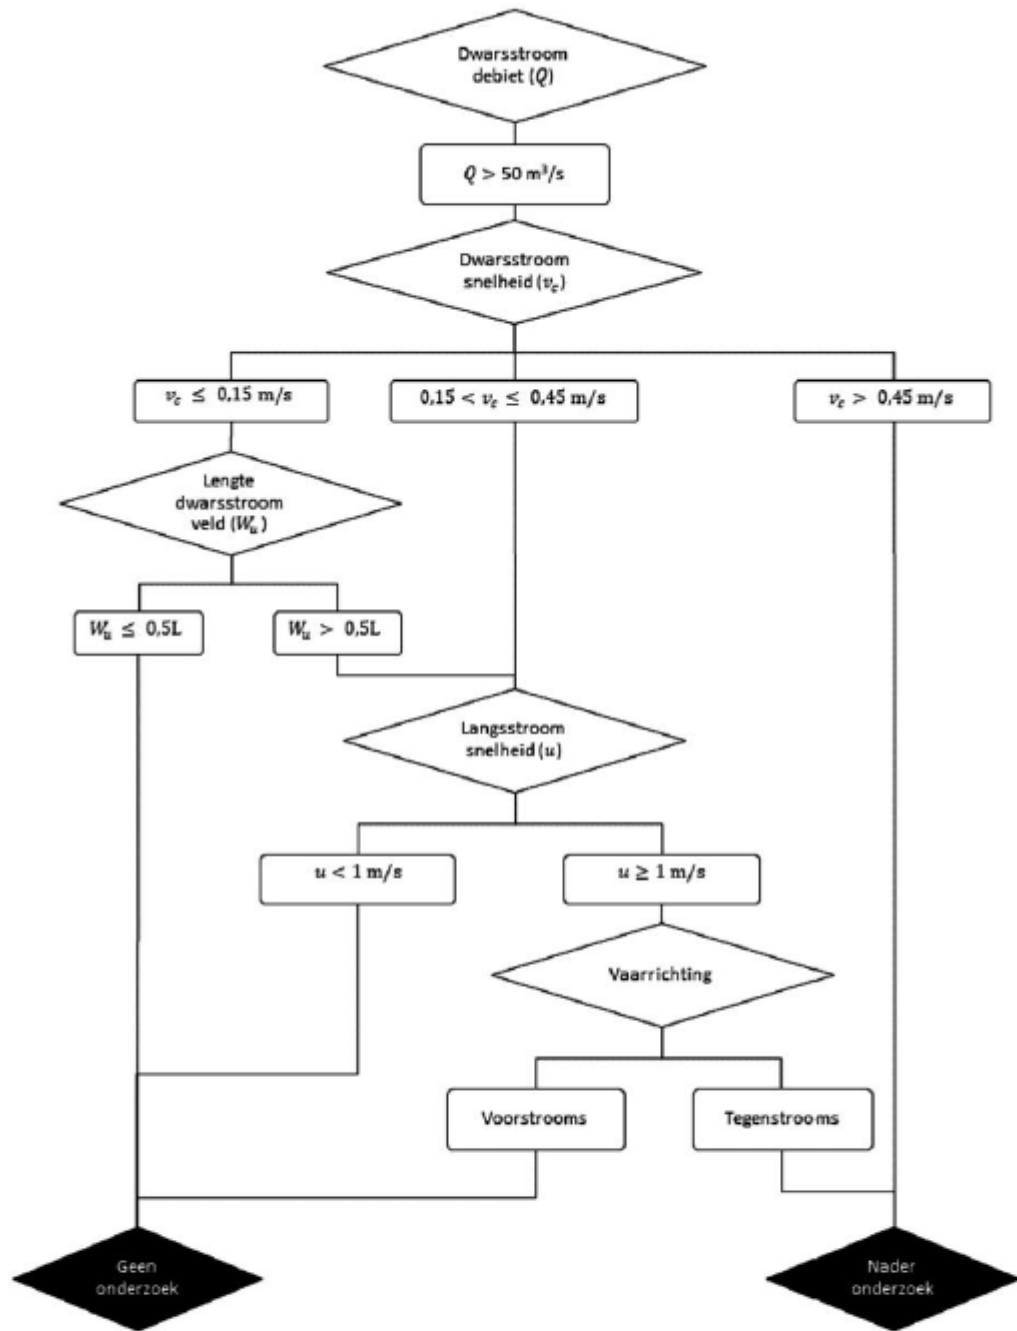 Dwarsstroom
debiet (Q)
Q > 50 m³/s
Dwarsstroom
snelheid (v_c)
v_c ≤ 0,15 m/s
0,15 < v_c ≤ 0,45 m/s
v_c > 0,45 m/s
Lengte
dwarsstroom
veld (W_u)
W_u ≤ 0,5L
W_u > 0,5L
Langsstroom
snelheid (u)
u < 1 m/s
u ≥ 1 m/s
Vaarrichting
Voorstrooms
Tegenstrooms
Geen
onderzoek
Nader
onderzoek